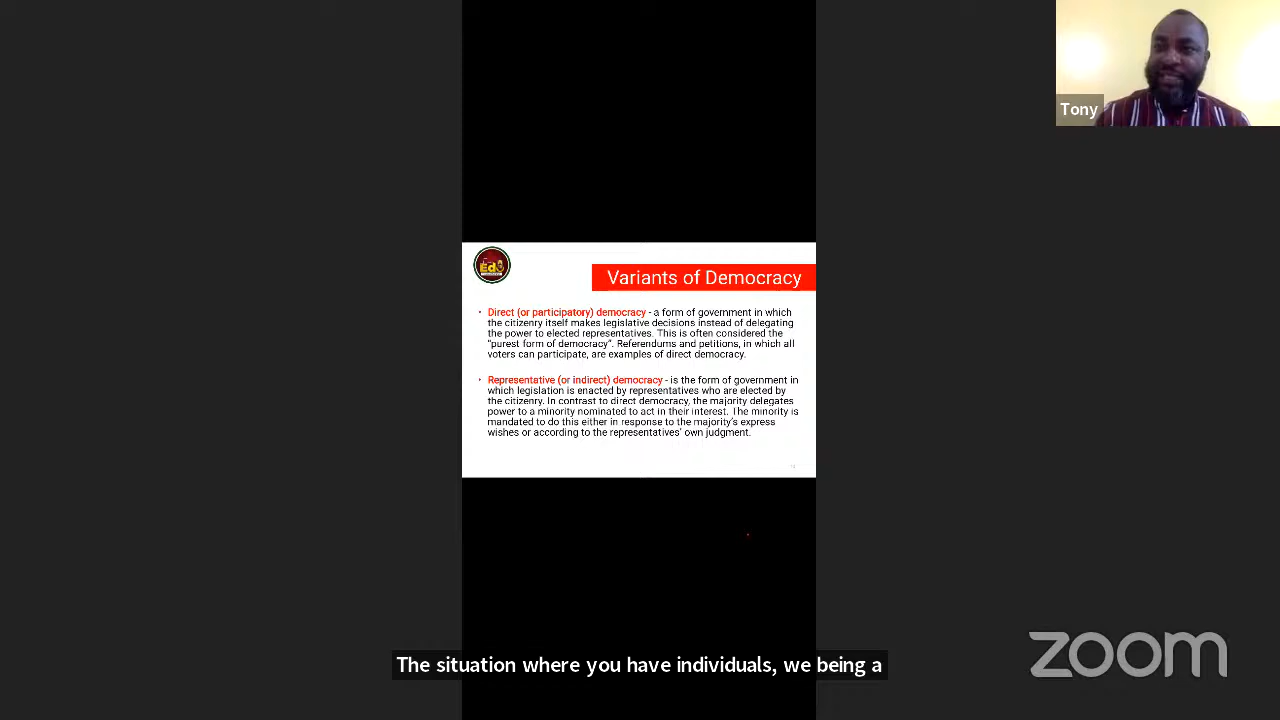 Tony
Edo
Variants of Democracy
• Direct (or participatory) democracy - a form of government in which
the citizenry itself makes legislative decisions instead of delegating
the power to elected representatives. This is often considered the
“purest form of democracy”. Referendums and petitions, in which all
voters can participate, are examples of direct democracy.
• Representative (or indirect) democracy - is the form of government in
which legislation is enacted by representatives who are elected by
the citizenry. In contrast to direct democracy, the majority delegates
power to a minority nominated to act in their interest. The minority is
mandated to do this either in response to the majority’s express
wishes or according to the representatives’ own judgment.
zoom
The situation where you have individuals, we being a